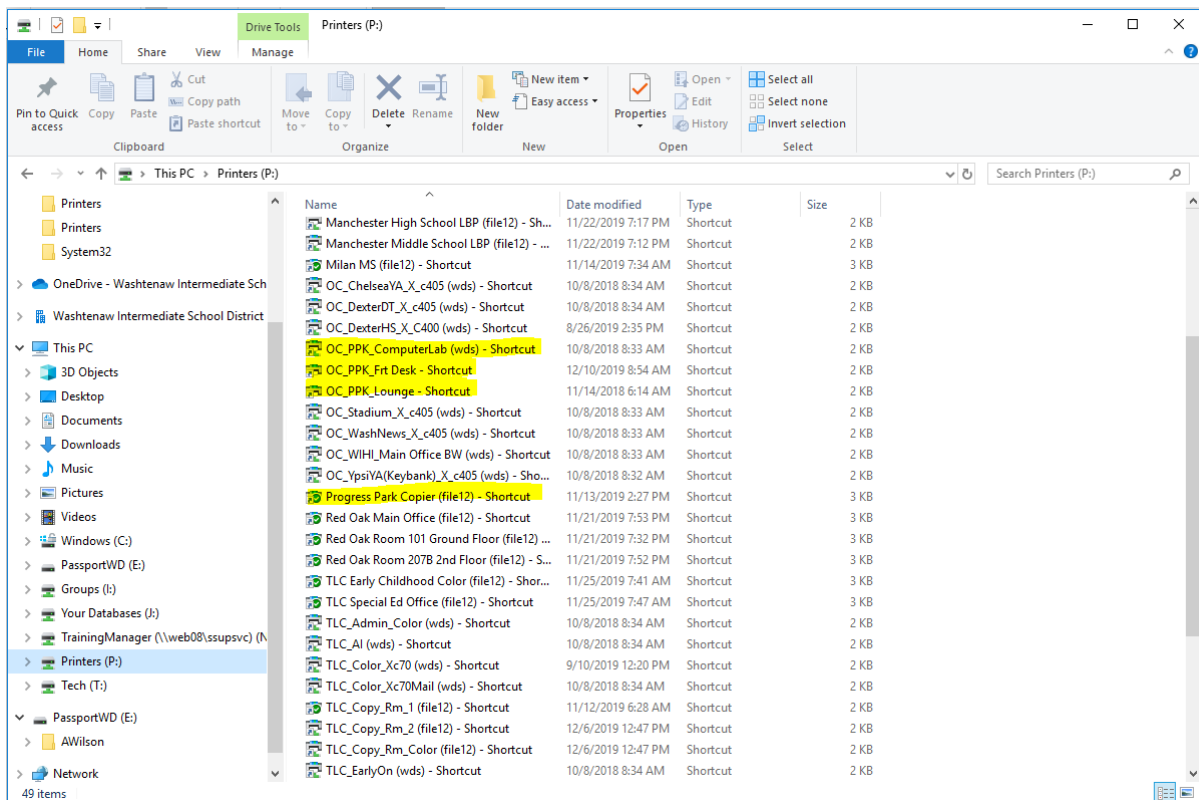 Drive Tools Printers (P:)
File Home Share View Manage
Pin to Quick access
Copy
Paste
Cut
Copy path
Paste shortcut
Clipboard
Move to
Copy to
Delete
Rename
Organize
New folder
New item
Easy access
New
Properties
Open
Edit
History
Open
Select all
Select none
Invert selection
Select
This PC > Printers (P:)
Search Printers (P:)
Printers
Printers
System32
OneDrive - Washtenaw Intermediate Sch
Washtenaw Intermediate School District
This PC
3D Objects
Desktop
Documents
Downloads
Music
Pictures
Videos
Windows (C:)
PassportWD (E:)
Groups (I:)
Your Databases (J:)
TrainingManager (\\web08\ssupsvc) (N
Printers (P:)
Tech (T:)
PassportWD (E:)
AWilson
Network
Name Date modified Type Size
Manchester High School LBP (file12) - Sh... 11/22/2019 7:17 PM Shortcut 2 KB
Manchester Middle School LBP (file12) - ... 11/22/2019 7:12 PM Shortcut 2 KB
Milan MS (file12) - Shortcut 11/14/2019 7:34 AM Shortcut 3 KB
OC_ChelseaYA_X_c405 (wds) - Shortcut 10/8/2018 8:34 AM Shortcut 2 KB
OC_DexterDT_X_c405 (wds) - Shortcut 10/8/2018 8:34 AM Shortcut 2 KB
OC_DexterHS_X_C400 (wds) - Shortcut 8/26/2019 2:35 PM Shortcut 2 KB
OC_PPK_ComputerLab (wds) - Shortcut 10/8/2018 8:33 AM Shortcut 2 KB
OC_PPK_Frt Desk - Shortcut 12/10/2019 8:54 AM Shortcut 2 KB
OC_PPK_Lounge - Shortcut 11/14/2018 6:14 AM Shortcut 2 KB
OC_Stadium_X_c405 (wds) - Shortcut 10/8/2018 8:33 AM Shortcut 2 KB
OC_WashNews_X_c405 (wds) - Shortcut 10/8/2018 8:33 AM Shortcut 2 KB
OC_WIHI_Main Office BW (wds) - Shortcut 10/8/2018 8:33 AM Shortcut 2 KB
OC_YpsiYA(Keybank)_X_c405 (wds) - Sho... 10/8/2018 8:32 AM Shortcut 2 KB
Progress Park Copier (file12) - Shortcut 11/13/2019 2:27 PM Shortcut 3 KB
Red Oak Main Office (file12) - Shortcut 11/21/2019 7:53 PM Shortcut 3 KB
Red Oak Room 101 Ground Floor (file12) ... 11/21/2019 7:32 PM Shortcut 3 KB
Red Oak Room 207B 2nd Floor (file12) - S... 11/21/2019 7:52 PM Shortcut 3 KB
TLC Early Childhood Color (file12) - Shor... 11/25/2019 7:41 AM Shortcut 3 KB
TLC Special Ed Office (file12) - Shortcut 11/25/2019 7:47 AM Shortcut 3 KB
TLC_Admin_Color (wds) - Shortcut 10/8/2018 8:34 AM Shortcut 2 KB
TLC_AI (wds) - Shortcut 10/8/2018 8:34 AM Shortcut 2 KB
TLC_Color_Xc70 (wds) - Shortcut 9/10/2019 12:20 PM Shortcut 2 KB
TLC_Color_Xc70Mail (wds) - Shortcut 10/8/2018 8:34 AM Shortcut 2 KB
TLC_Copy_Rm_1 (file12) - Shortcut 11/12/2019 6:28 AM Shortcut 3 KB
TLC_Copy_Rm_2 (file12) - Shortcut 12/6/2019 12:47 PM Shortcut 2 KB
TLC_Copy_Rm_Color (file12) - Shortcut 12/6/2019 12:47 PM Shortcut 2 KB
TLC_EarlyOn (wds) - Shortcut 10/8/2018 8:34 AM Shortcut 2 KB
49 items